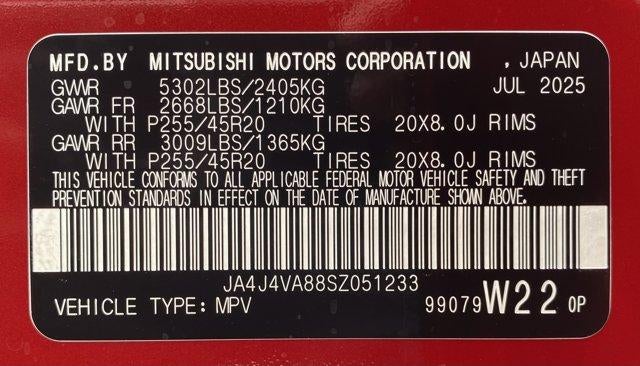 MFD.BY MITSUBISHI MOTORS CORPORATION , JAPAN
GVWR 5302LBS/2405KG JUL 2025
GAWR FR 2668LBS/1210KG
WITH P255/45R20 TIRES 20X8.0J RIMS
GAWR RR 3009LBS/1365KG
WITH P255/45R20 TIRES 20X8.0J RIMS
THIS VEHICLE CONFORMS TO ALL APPLICABLE FEDERAL MOTOR VEHICLE SAFETY AND THEFT
PREVENTION STANDARDS IN EFFECT ON THE DATE OF MANUFACTURE SHOWN ABOVE.
JA4J4VA88SZ051233
VEHICLE TYPE: MPV 99079 W22 0P